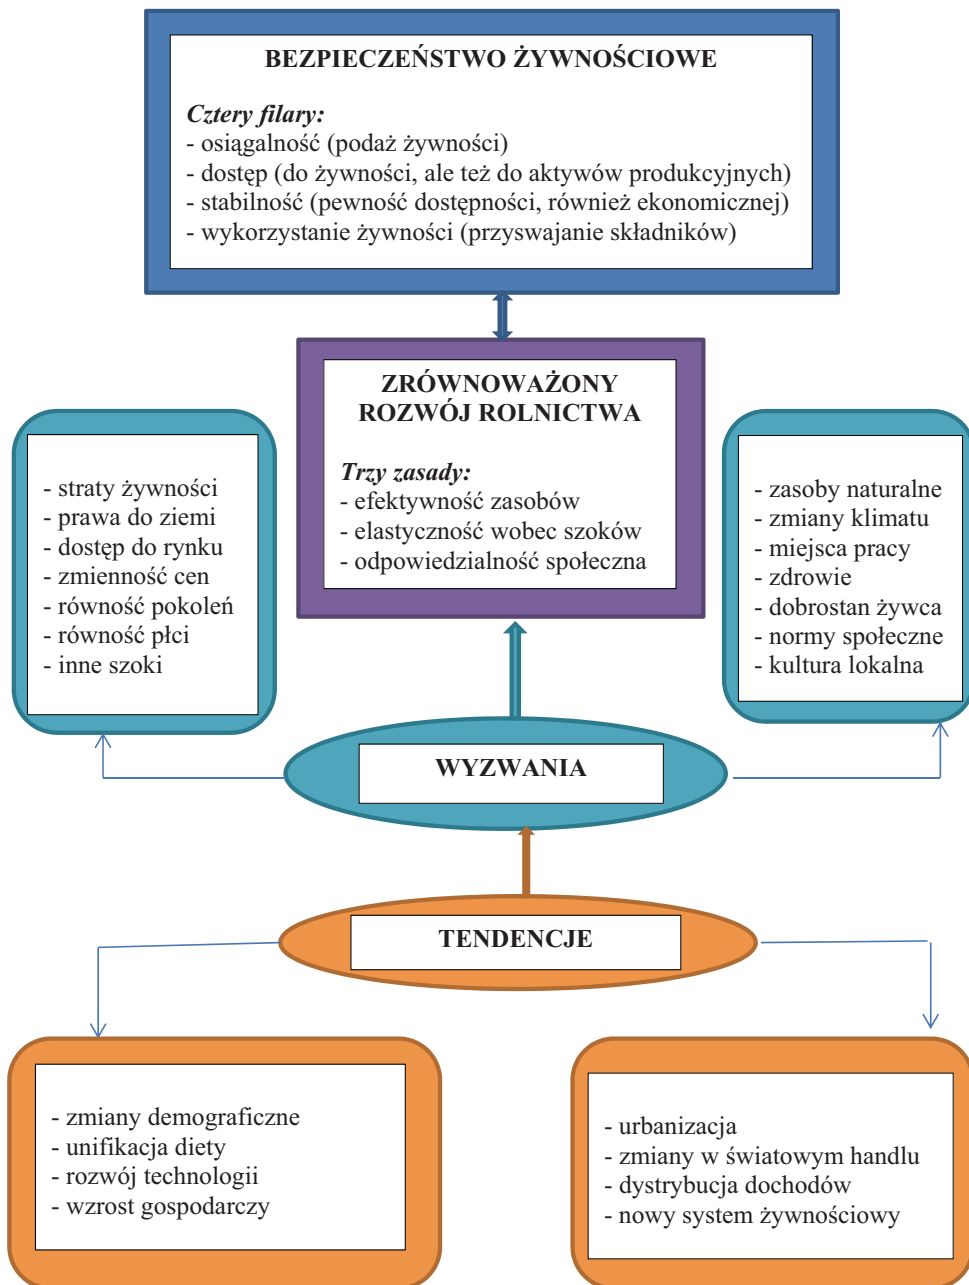 BEZPIECZEŃSTWO ŻYWNOŚCIOWE
Cztery filary:
- osiągalność (podaż żywności)
- dostęp (do żywności, ale też do aktywów produkcyjnych)
- stabilność (pewność dostępności, również ekonomicznej)
- wykorzystanie żywności (przyswajanie składników)
ZRÓWNOWAŻONY
ROZWÓJ ROLNICTWA
Trzy zasady:
- efektywność zasobów
- elastyczność wobec szoków
- odpowiedzialność społeczna
- straty żywności
- prawa do ziemi
- dostęp do rynku
- zmienność cen
- równość pokoleń
- równość płci
- inne szoki
- zasoby naturalne
- zmiany klimatu
- miejsca pracy
- zdrowie
- dobrostan żywca
- normy społeczne
- kultura lokalna
WYZWANIA
TENDENCJE
- zmiany demograficzne
- unifikacja diety
- rozwój technologii
- wzrost gospodarczy
- urbanizacja
- zmiany w światowym handlu
- dystrybucja dochodów
- nowy system żywnościowy